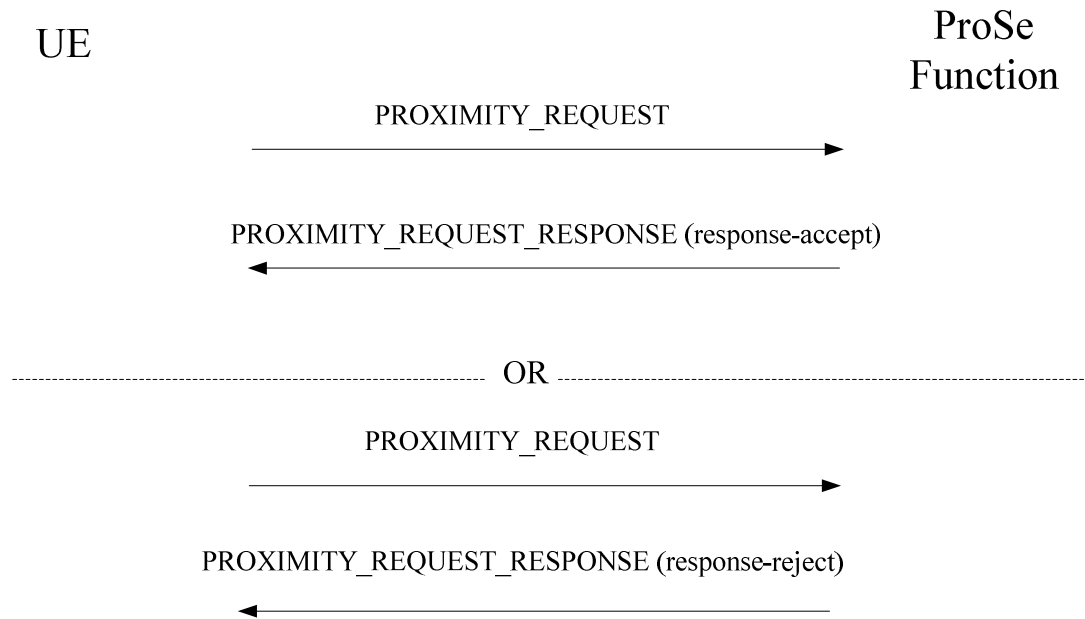 UE
ProSe
Function
PROXIMITY_REQUEST
PROXIMITY_REQUEST_RESPONSE (response-accept)
OR
PROXIMITY_REQUEST
PROXIMITY_REQUEST_RESPONSE (response-reject)